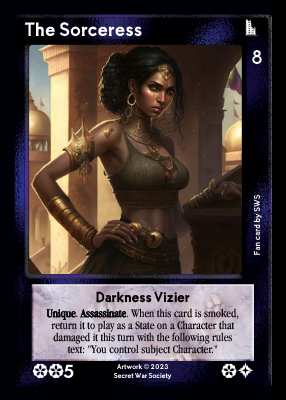 The Sorceress
8
Fan card by SWS
Darkness Vizier
Unique. Assassinate. When this card is smoked,
return it to play as a State on a Character that
damaged it this turn with the following rules
text: "You control subject Character."
5
Artwork © 2023
Secret War Society